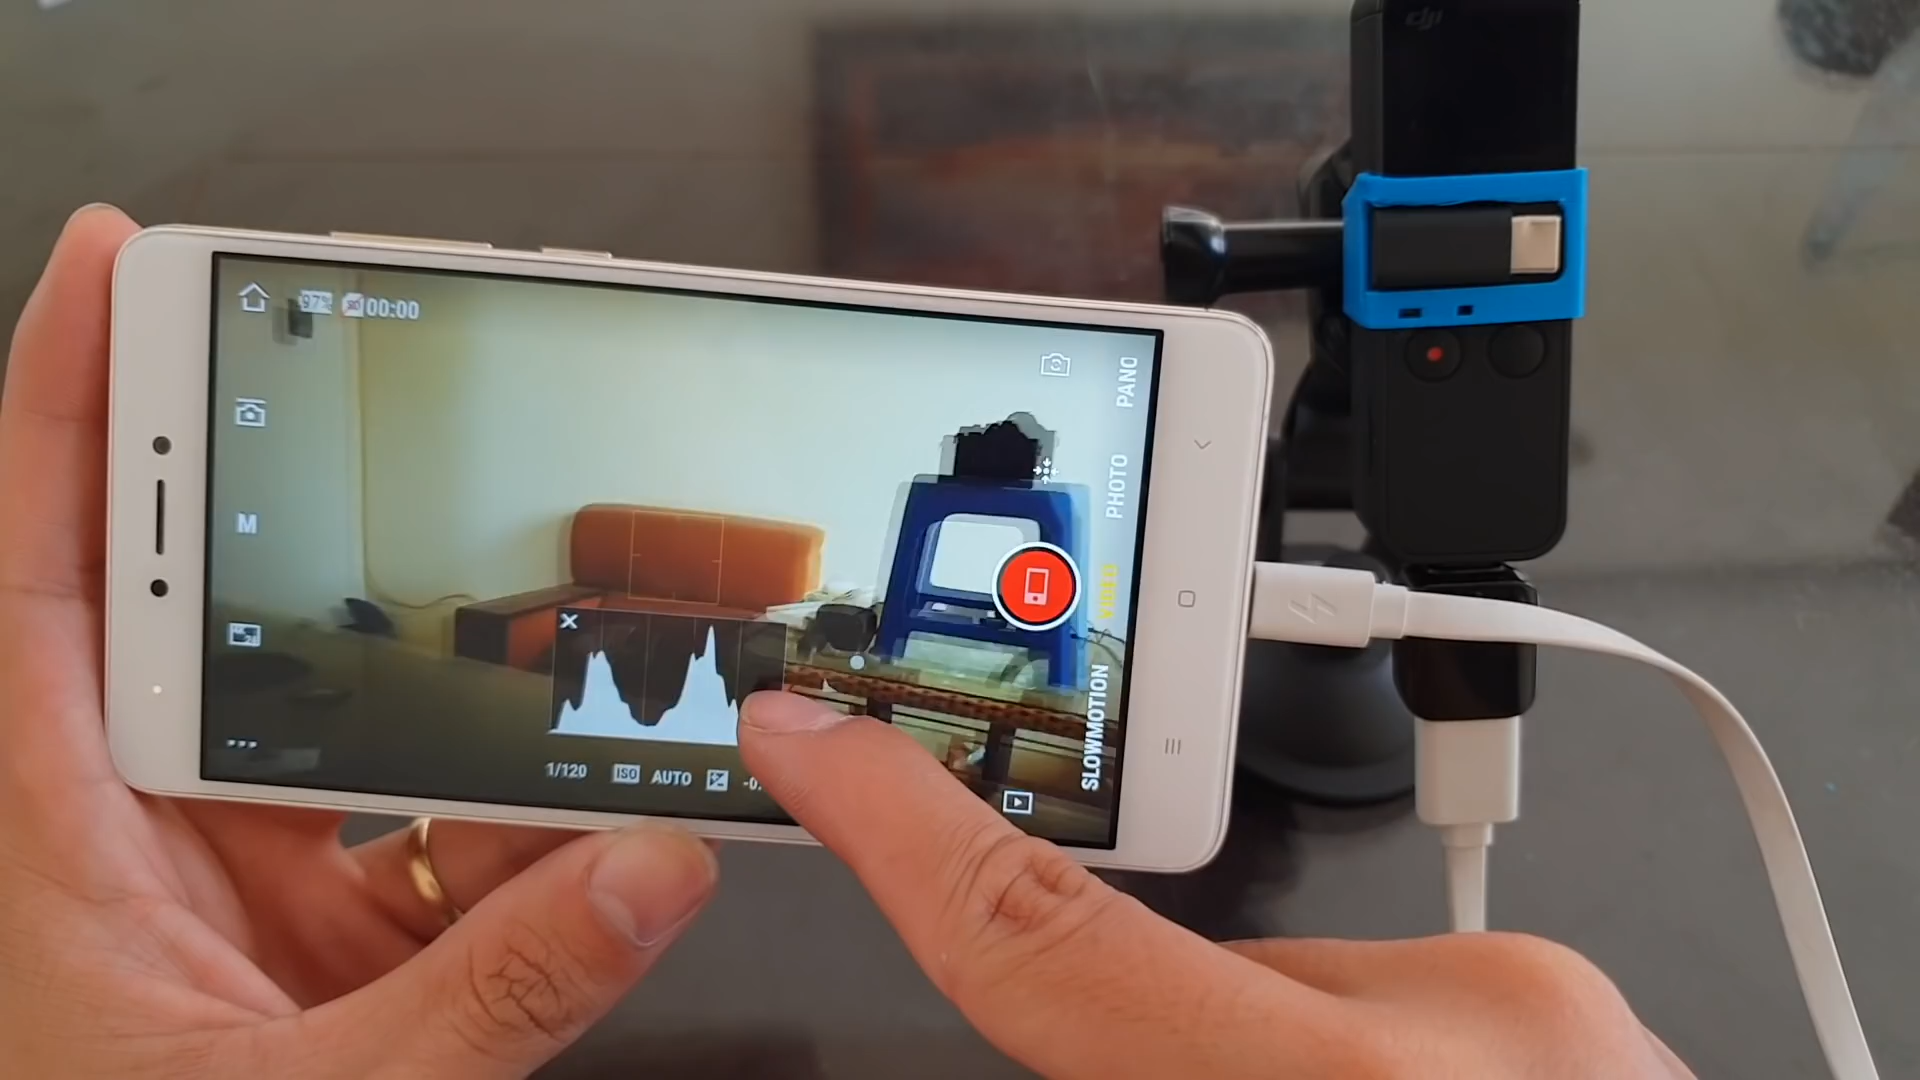 dji
97%
00:00
M
PANO
PHOTO
VIDEO
SLOWMOTION
1/120 ISO AUTO